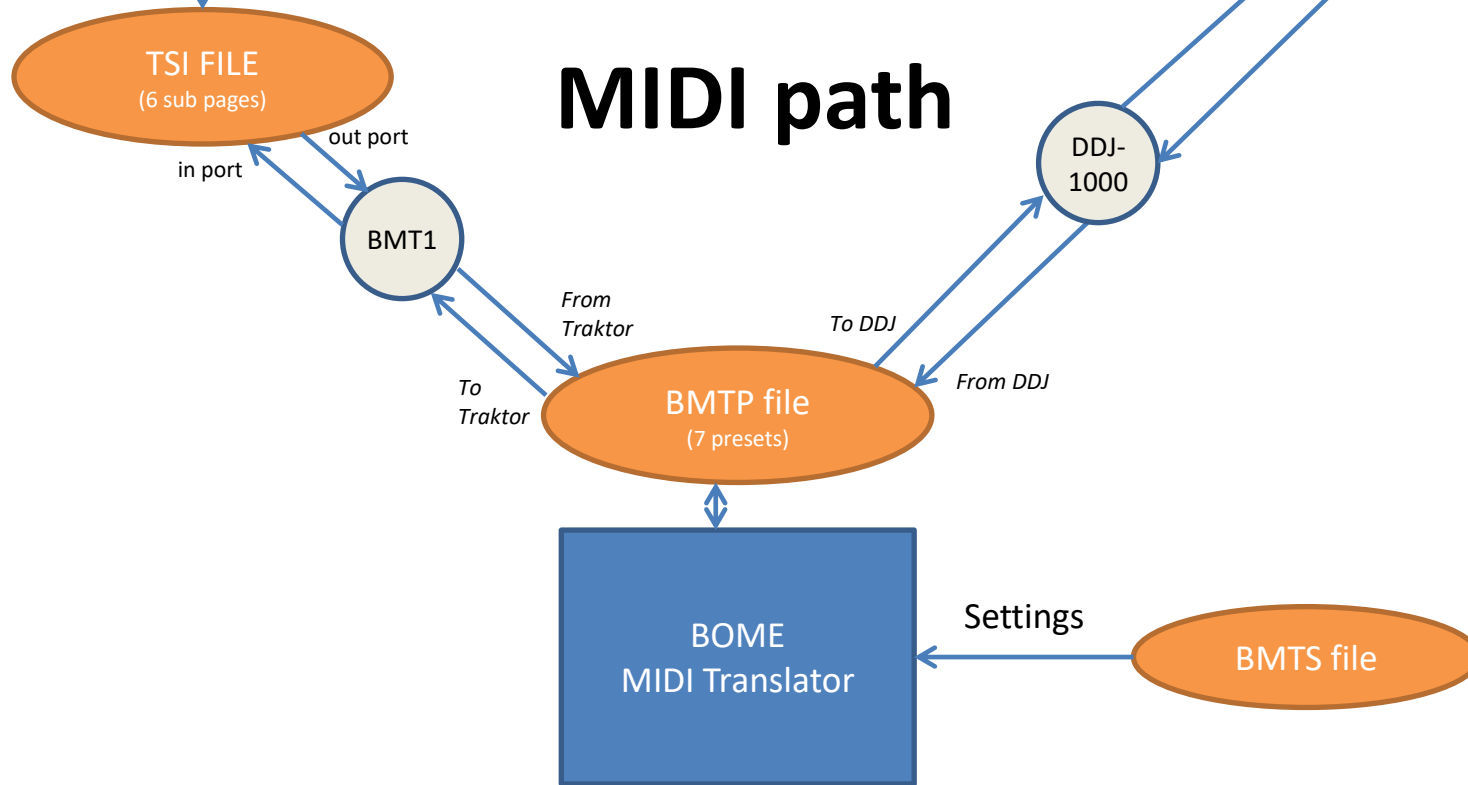 TSI FILE
(6 sub pages)
MIDI path
out port
in port
DDJ-
1000
BMT1
From
Traktor
To DDJ
To
Traktor
From DDJ
BMTP file
(7 presets)
Settings
BOME
MIDI Translator
BMTS file